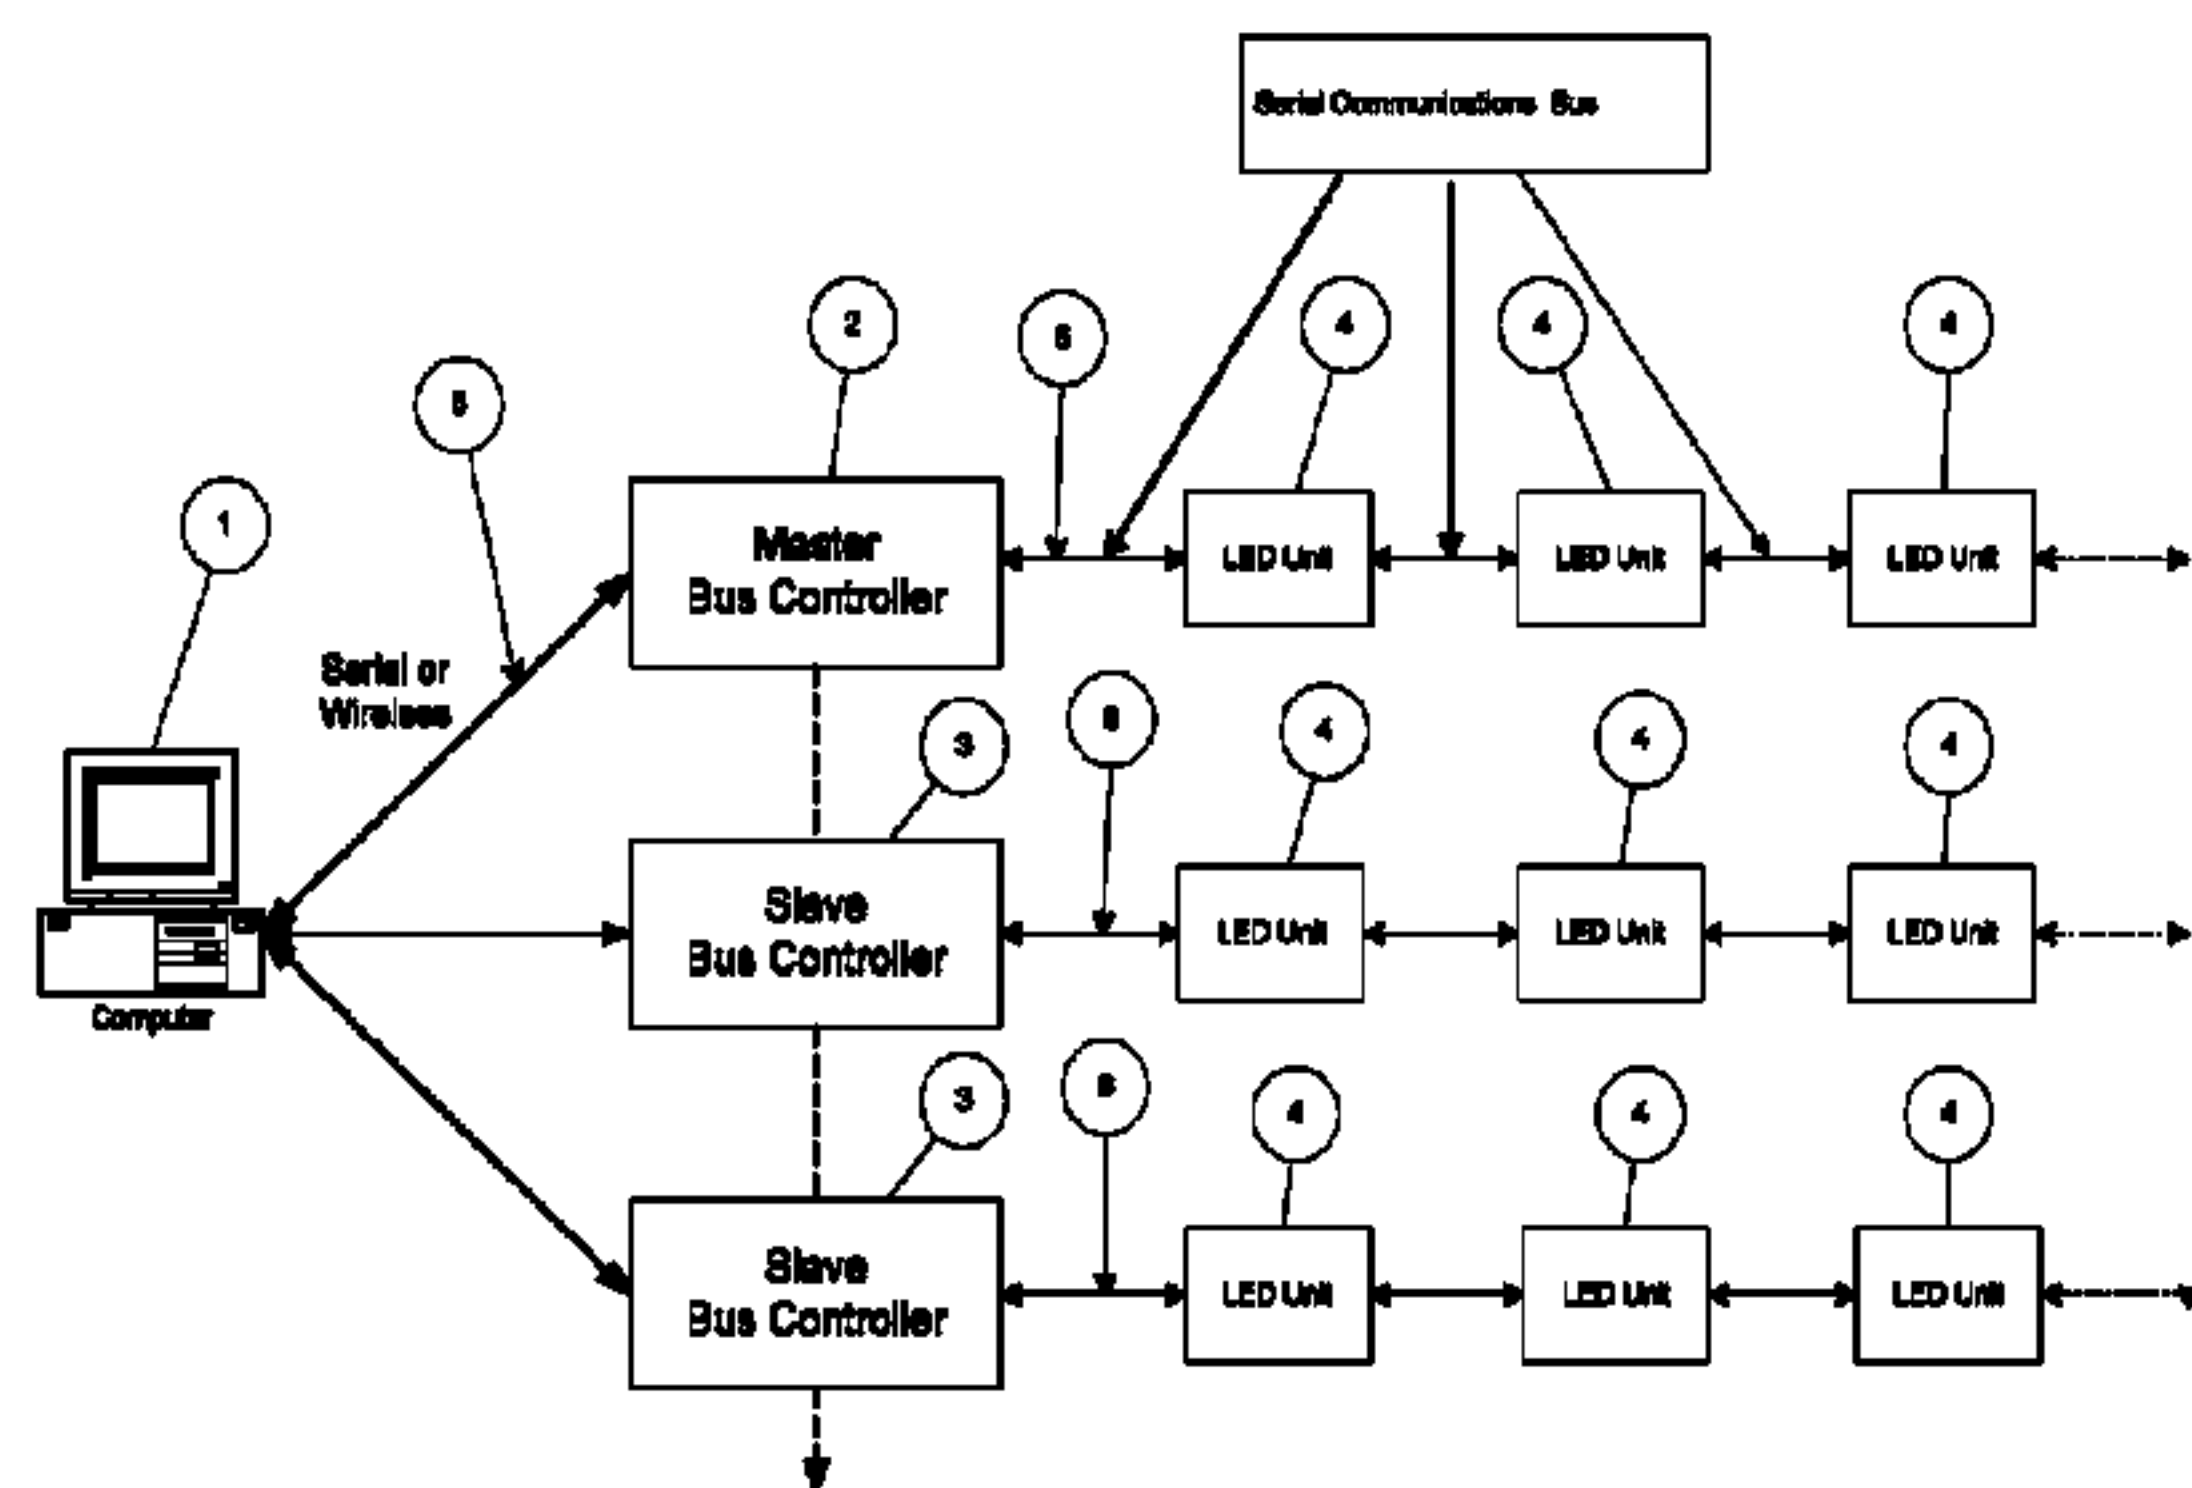 Serial Communications Bus
2
6
4
4
4
5
1
Master
Bus Controller
LED Unit
LED Unit
LED Unit
Serial or
Wireless
3
6
4
4
4
Slave
Bus Controller
LED Unit
LED Unit
LED Unit
Computer
3
6
4
4
4
Slave
Bus Controller
LED Unit
LED Unit
LED Unit